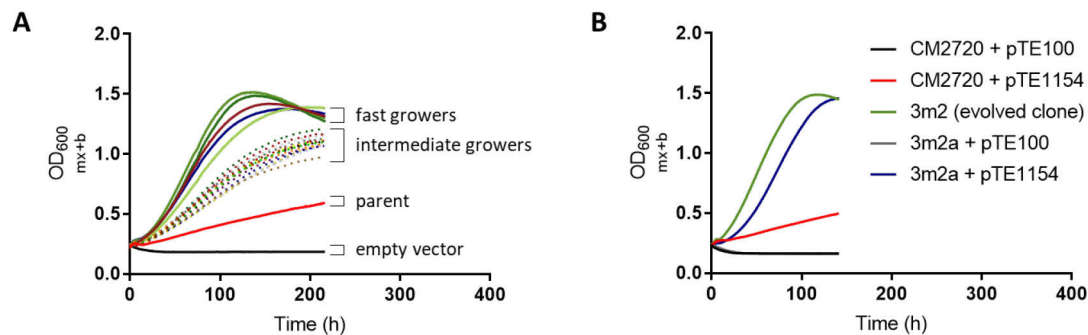 A
2.0
1.5
1.0
0.5
0.0
OD600
mx+b
0
100
200
300
400
Time (h)
fast growers
intermediate growers
parent
empty vector
B
2.0
1.5
1.0
0.5
0.0
OD600
mx+b
0
100
200
300
400
Time (h)
CM2720 + pTE100
CM2720 + pTE1154
3m2 (evolved clone)
3m2a + pTE100
3m2a + pTE1154